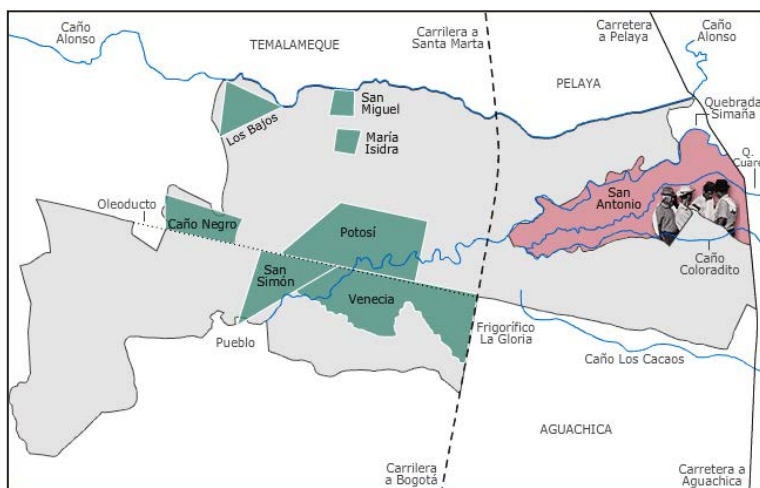 Caño
Alonso
TEMALAMEQUE
Carrilera a
Santa Marta
Carretera
a Pelaya
Caño
Alonso
PELAYA
San
Miguel
Los Bajos
María
Isidra
Quebrada
Simaña
Q.
Cuaré
San
Antonio
Oleoducto
Caño Negro
Potosí
Caño
Coloradito
San
Simón
Venecia
Pueblo
Frigorífico
La Gloria
Caño Los Cacaos
AGUACHICA
Carrilera
a Bogotá
Carretera a
Aguachica